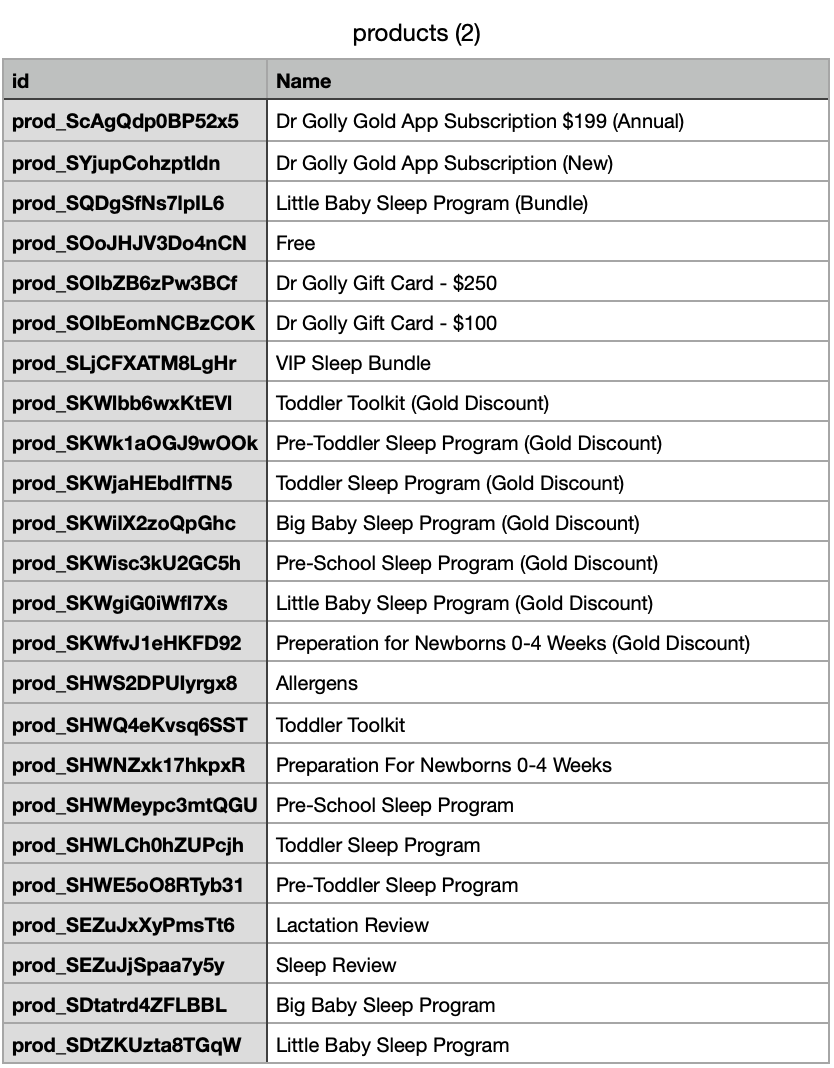 products (2)
id Name
prod_ScAgQdp0BP52x5 Dr Golly Gold App Subscription $199 (Annual)
prod_SYjupCohzptIdn Dr Golly Gold App Subscription (New)
prod_SQDgSfNs7lplL6 Little Baby Sleep Program (Bundle)
prod_SOoJHJV3Do4nCN Free
prod_SOlbZB6zPw3BCf Dr Golly Gift Card - $250
prod_SOlbEomNCBzCOK Dr Golly Gift Card - $100
prod_SLjCFXATM8LgHr VIP Sleep Bundle
prod_SKWlbb6wxKtEVl Toddler Toolkit (Gold Discount)
prod_SKWk1aOGJ9wOOk Pre-Toddler Sleep Program (Gold Discount)
prod_SKWjaHEbdlfTN5 Toddler Sleep Program (Gold Discount)
prod_SKWilX2zoQpGhc Big Baby Sleep Program (Gold Discount)
prod_SKWisc3kU2GC5h Pre-School Sleep Program (Gold Discount)
prod_SKWgiG0iWfl7Xs Little Baby Sleep Program (Gold Discount)
prod_SKWfvJ1eHKFD92 Preperation for Newborns 0-4 Weeks (Gold Discount)
prod_SHWS2DPUlyrgx8 Allergens
prod_SHWQ4eKvsq6SST Toddler Toolkit
prod_SHWNZxk17hkpxR Preparation For Newborns 0-4 Weeks
prod_SHWMeypc3mtQGU Pre-School Sleep Program
prod_SHWLCh0hZUPcjh Toddler Sleep Program
prod_SHWE5oO8RTyb31 Pre-Toddler Sleep Program
prod_SEZuJxXyPmsTt6 Lactation Review
prod_SEZuJjSpaa7y5y Sleep Review
prod_SDtatrd4ZFLBBL Big Baby Sleep Program
prod_SDtZKUzta8TGqW Little Baby Sleep Program